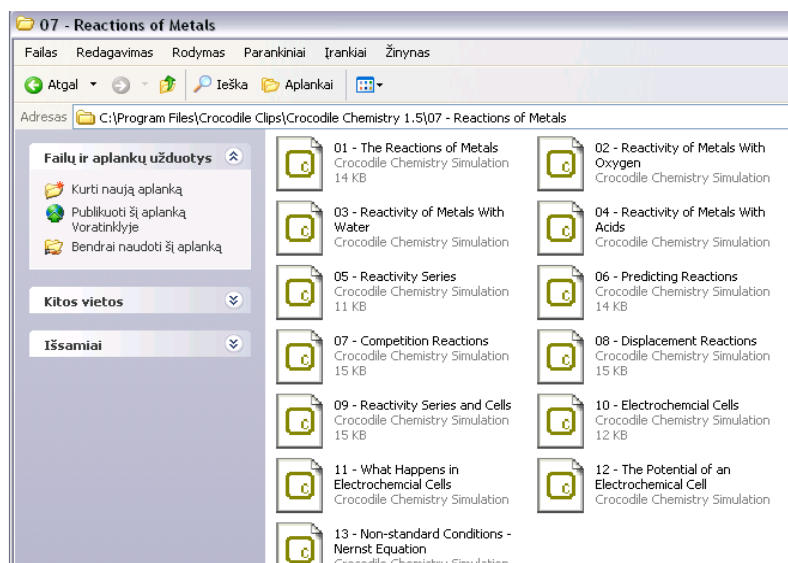 07 - Reactions of Metals
Failas Redagavimas Rodymas Parankiniai Įrankiai Žinynas
Atgal Ieška Aplankai
Adresas C:\Program Files\Crocodile Clips\Crocodile Chemistry 1.5\07 - Reactions of Metals
Failų ir aplankų užduotys
Kurti naują aplanką
Publikuoti šį aplanką
Voratinklyje
Bendrai naudoti šį aplanką
Kitos vietos
Išsamiai
01 - The Reactions of Metals
Crocodile Chemistry Simulation
14 KB
02 - Reactivity of Metals With
Oxygen
Crocodile Chemistry Simulation
03 - Reactivity of Metals With
Water
Crocodile Chemistry Simulation
04 - Reactivity of Metals With
Acids
Crocodile Chemistry Simulation
05 - Reactivity Series
Crocodile Chemistry Simulation
11 KB
06 - Predicting Reactions
Crocodile Chemistry Simulation
14 KB
07 - Competition Reactions
Crocodile Chemistry Simulation
15 KB
08 - Displacement Reactions
Crocodile Chemistry Simulation
15 KB
09 - Reactivity Series and Cells
Crocodile Chemistry Simulation
15 KB
10 - Electrochemcial Cells
Crocodile Chemistry Simulation
12 KB
11 - What Happens in
Electrochemcial Cells
Crocodile Chemistry Simulation
12 - The Potential of an
Electrochemical Cell
Crocodile Chemistry Simulation
13 - Non-standard Conditions -
Nernst Equation
Crocodile Chemistry Simulation